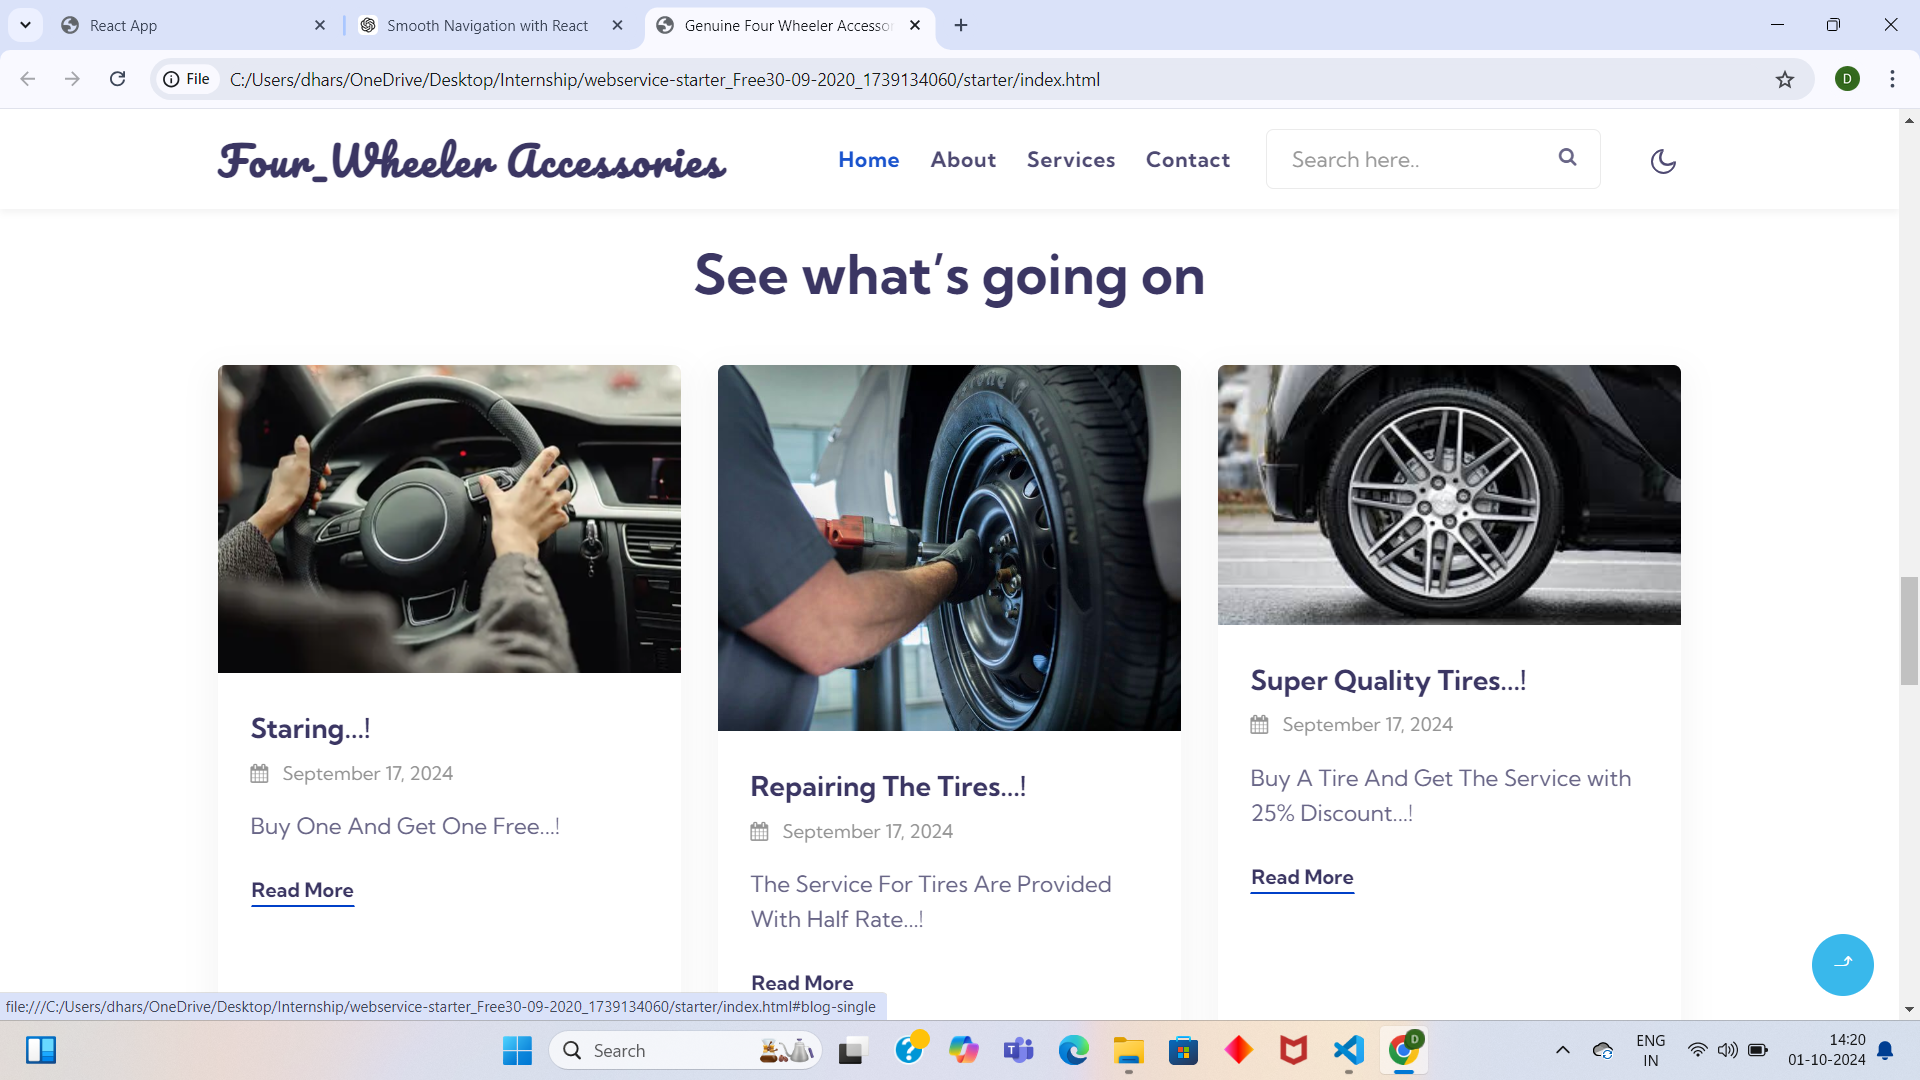 React App
Smooth Navigation with React
Genuine Four Wheeler Accessor
File
C:/Users/dhars/OneDrive/Desktop/Internship/webservice-starter_Free30-09-2020_1739134060/starter/index.html
D
Four_Wheeler Accessories
Home
About
Services
Contact
Search here..
See what's going on
ALL SEASON
Staring...!
September 17, 2024
Buy One And Get One Free...!
Read More
Repairing The Tires...!
September 17, 2024
The Service For Tires Are Provided
With Half Rate...!
Read More
Super Quality Tires...!
September 17, 2024
Buy A Tire And Get The Service with
25% Discount...!
Read More
file:///C:/Users/dhars/OneDrive/Desktop/Internship/webservice-starter_Free30-09-2020_1739134060/starter/index.html#blog-single
Search
D
ENG
IN
14:20
01-10-2024